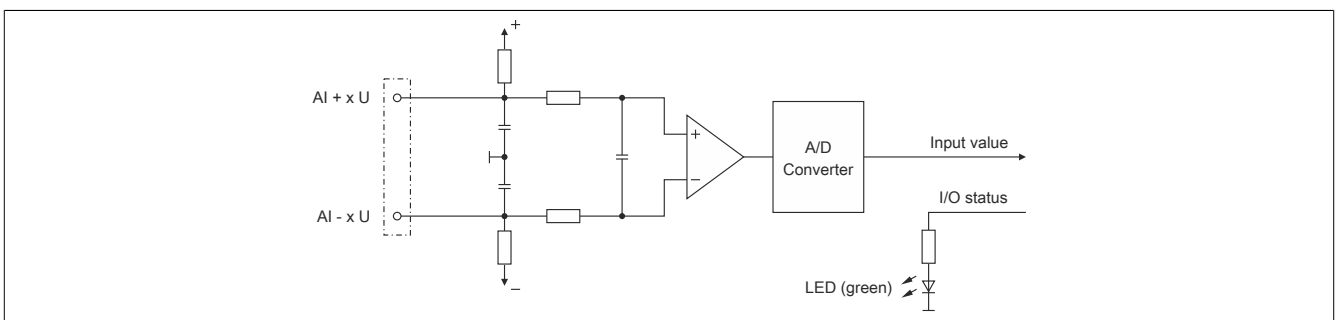 +
AI + x U
+
A/D
Converter
Input value
−
I/O status
AI - x U
LED (green)
−